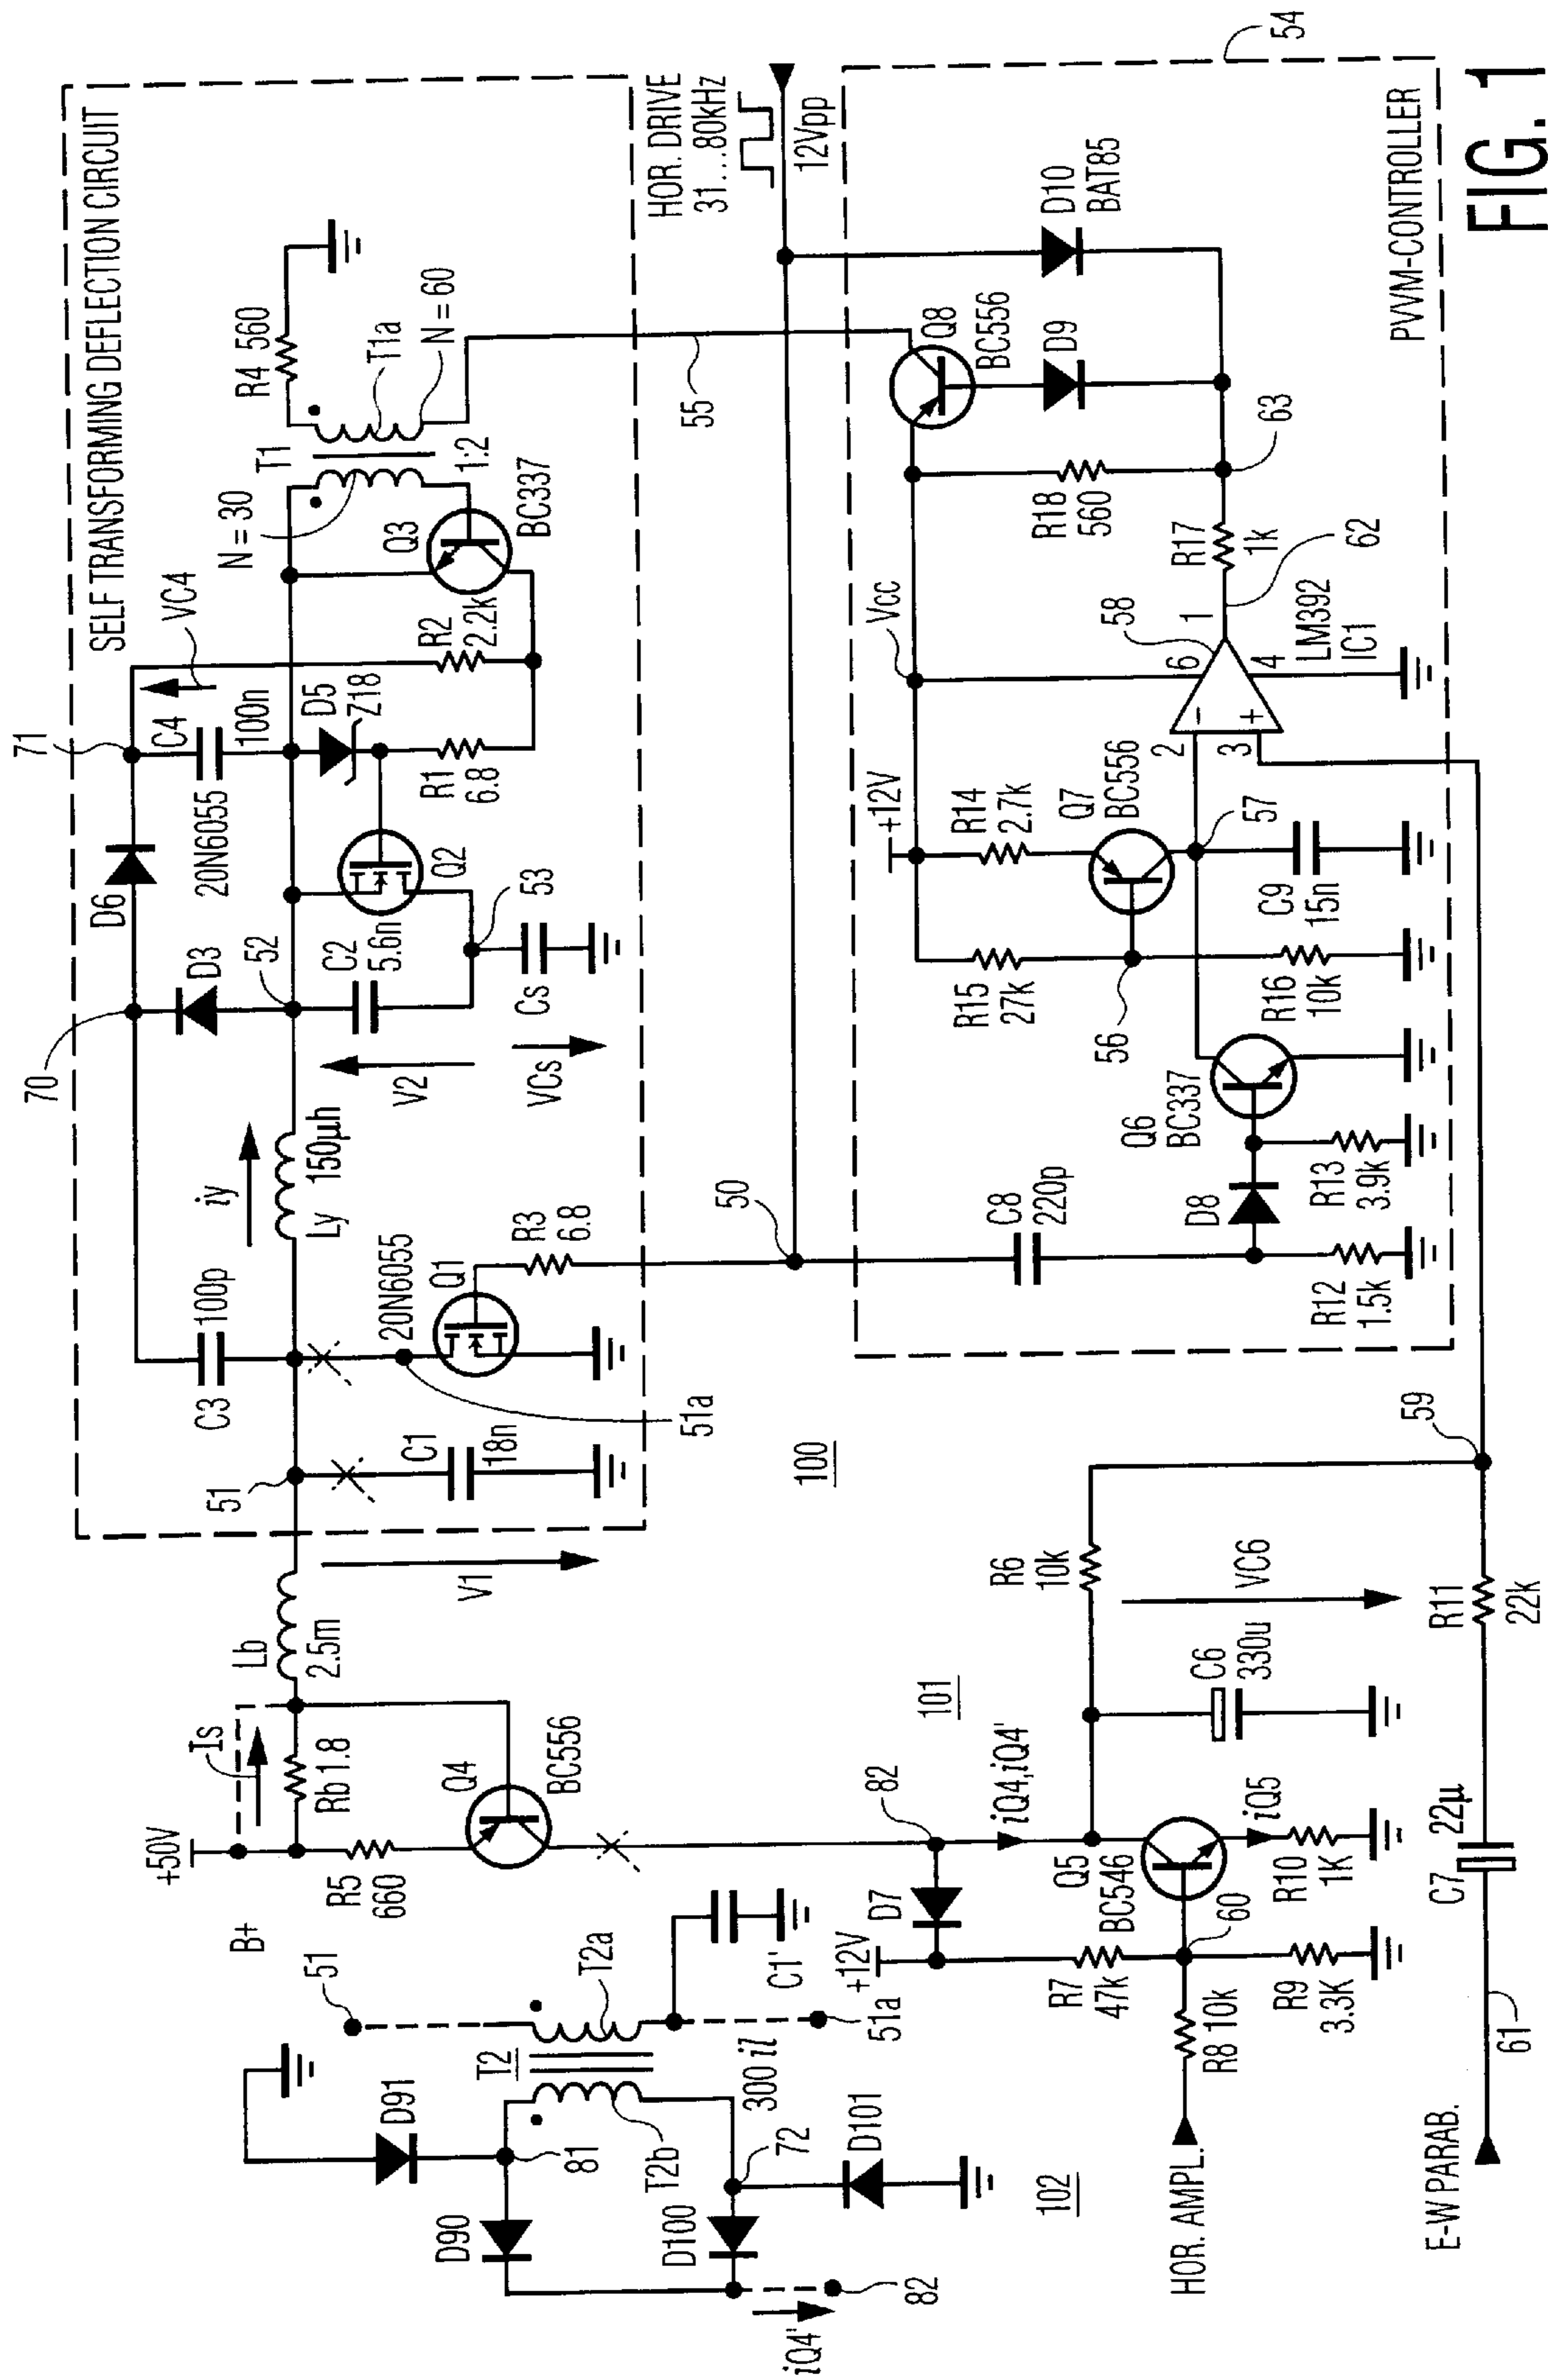 SELF TRANSFORMING DEFLECTION CIRCUIT
70
71
D6
D3
C3
100p
C4
100n
VC4
20N6055
N=30
T1
R4 560
T1a
N=60
1:2
iy
Ly
150μh
52
V2
VCs
C2
5.6n
Cs
53
Q2
D5
Z18
R1
6.8
R2
2.2k
Q3
BC337
51
C1
18n
51a
20N6055
Q1
R3
6.8
50
55
HOR. DRIVE
31...80kHz
12Vpp
B+
+50V
Is
Rb 1.8
Lb
2.5m
V1
R5
660
Q4
BC556
100
101
51
T2
T2a
C1'
51a
D91
81
T2b
300 il
D90
D100
72
D101
102
iQ4'
82
82
D7
+12V
iQ4,iQ4'
Q5
BC546
iQ5
R7
47k
60
R8 10k
R9
3.3K
R10
1K
HOR. AMPL.
E-W PARAB.
61
C7
22μ
R11
22k
C6
330u
VC6
R6
10k
59
C8
220p
D8
R12
1.5k
R13
3.9k
Q6
BC337
R15
27k
56
R16
10k
+12V
R14
2.7k
Q7
BC556
57
C9
15n
Vcc
2
3
−
+
6
4
1
58
LM392
IC1
62
R17
1k
R18
560
63
Q8
BC556
D9
D10
BAT85
54
PVVM-CONTROLLER
FIG. 1